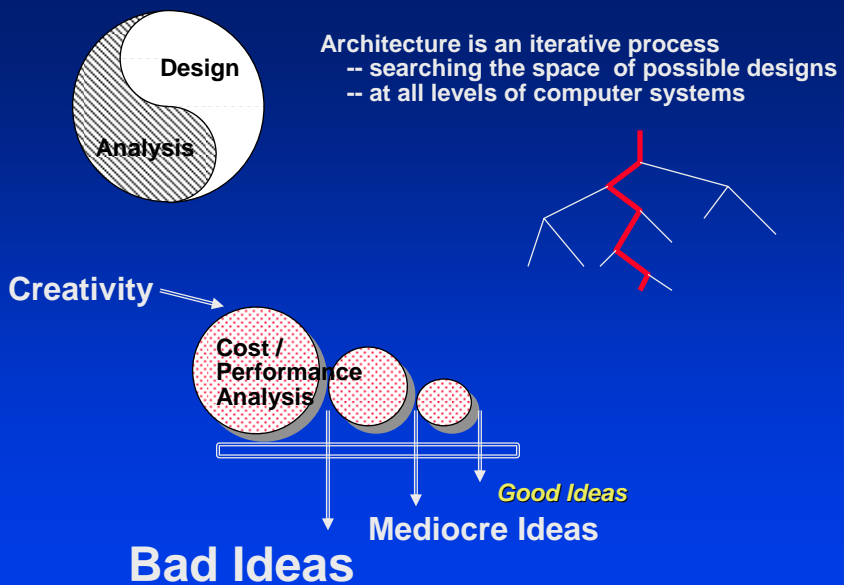 Design
Analysis
Architecture is an iterative process
-- searching the space of possible designs
-- at all levels of computer systems
Creativity
Cost /
Performance
Analysis
Good Ideas
Mediocre Ideas
Bad Ideas